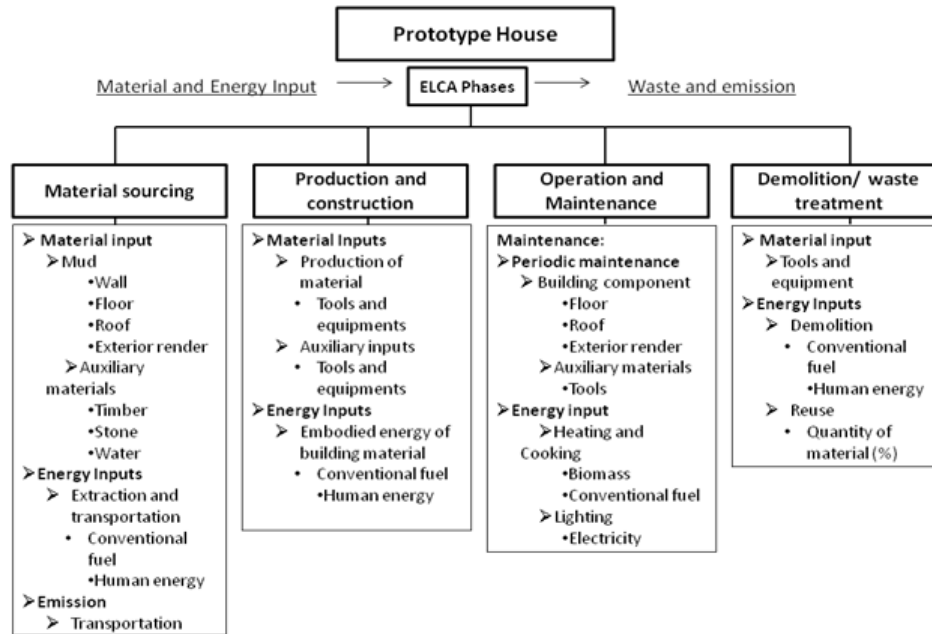 Prototype House
Material and Energy Input
ELCA Phases
Waste and emission
Material sourcing
➢ Material input
➢ Mud
•Wall
•Floor
•Roof
•Exterior render
➢ Auxiliary
materials
•Timber
•Stone
•Water
➢ Energy Inputs
➢ Extraction and
transportation
• Conventional
fuel
•Human energy
➢ Emission
➢ Transportation
Production and
construction
➢ Material Inputs
➢ Production of
material
• Tools and
equipments
➢ Auxiliary inputs
• Tools and
equipments
➢ Energy Inputs
➢ Embodied energy of
building material
• Conventional fuel
•Human energy
Operation and
Maintenance
Maintenance:
➢ Periodic maintenance
➢ Building component
•Floor
•Roof
•Exterior render
➢ Auxiliary materials
•Tools
➢ Energy input
➢ Heating and
Cooking
•Biomass
•Conventional fuel
➢ Lighting
•Electricity
Demolition/ waste
treatment
➢ Material input
➢ Tools and
equipment
➢ Energy Inputs
➢ Demolition
• Conventional
fuel
•Human energy
➢ Reuse
• Quantity of
material (%)